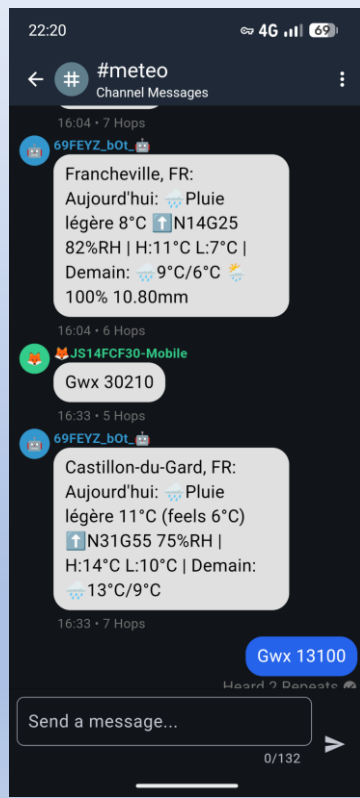 22:20
4G 69
#meteo
Channel Messages
16:04 • 7 Hops
69FEYZ_bOt_🤖
Francheville, FR:
Aujourd'hui: 🌧️Pluie
légère 8°C ⬆️N14G25
82%RH | H:11°C L:7°C |
Demain: 🌧️9°C/6°C 🌦️
100% 10.80mm
16:04 • 6 Hops
🦊JS14FCF30-Mobile
Gwx 30210
16:33 • 5 Hops
69FEYZ_bOt_🤖
Castillon-du-Gard, FR:
Aujourd'hui: 🌧️Pluie
légère 11°C (feels 6°C)
⬆️N31G55 75%RH |
H:14°C L:10°C | Demain:
🌧️13°C/9°C
16:33 • 7 Hops
Gwx 13100
Heard 2 Repeats
Send a message...
0/132